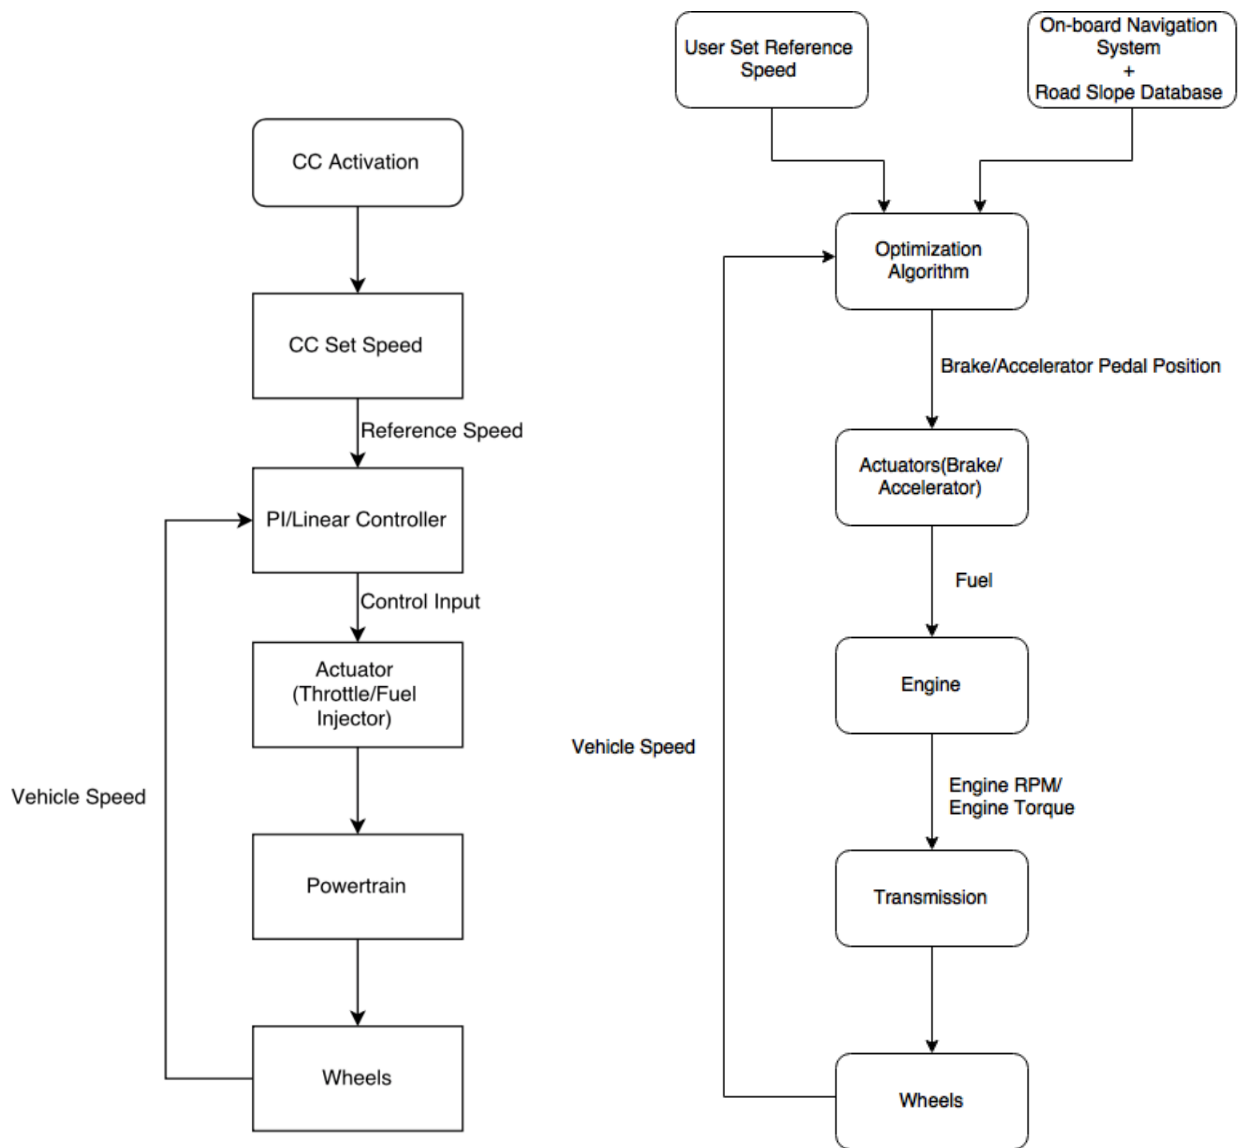 CC Activation
CC Set Speed
Reference Speed
PI/Linear Controller
Control Input
Actuator
(Throttle/Fuel
Injector)
Vehicle Speed
Powertrain
Wheels
User Set Reference
Speed
On-board Navigation
System
+
Road Slope Database
Optimization
Algorithm
Brake/Accelerator Pedal Position
Actuators(Brake/
Accelerator)
Fuel
Engine
Vehicle Speed
Engine RPM/
Engine Torque
Transmission
Wheels